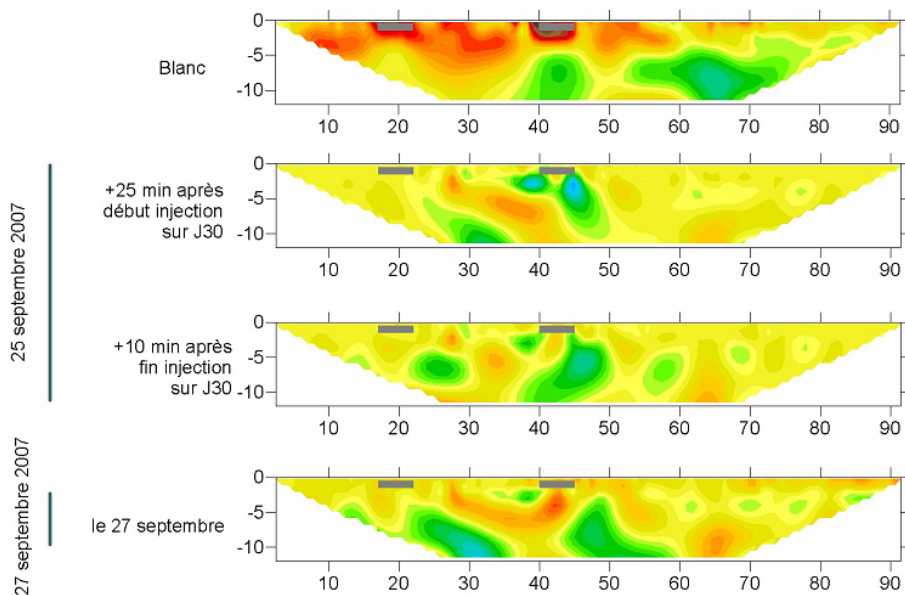 Blanc
0
-5
-10
10 20 30 40 50 60 70 80 90
25 septembre 2007
+25 min après
début injection
sur J30
0
-5
-10
10 20 30 40 50 60 70 80 90
+10 min après
fin injection
sur J30
0
-5
-10
10 20 30 40 50 60 70 80 90
27 septembre 2007
le 27 septembre
0
-5
-10
10 20 30 40 50 60 70 80 90